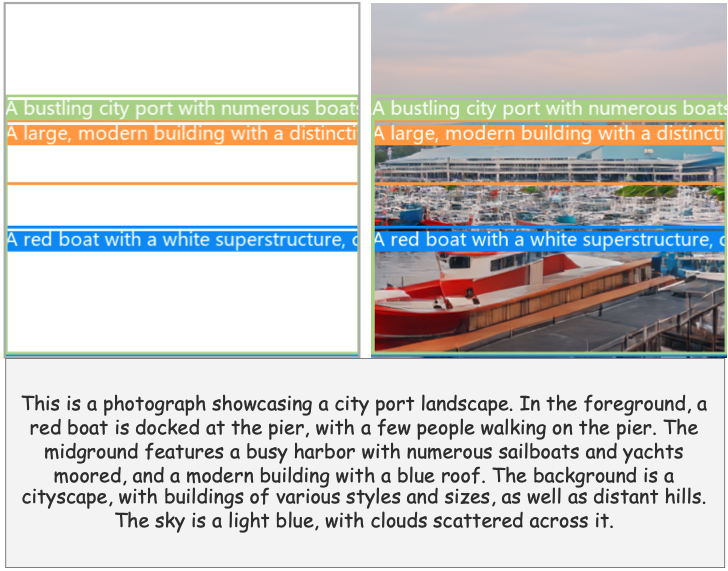 A bustling city port with numerous boats
A bustling city port with numerous boats
A large, modern building with a distincti
A large, modern building with a distincti
A red boat with a white superstructure,
A red boat with a white superstructure,
This is a photograph showcasing a city port landscape. In the foreground, a
red boat is docked at the pier, with a few people walking on the pier. The
midground features a busy harbor with numerous sailboats and yachts
moored, and a modern building with a blue roof. The background is a
cityscape, with buildings of various styles and sizes, as well as distant hills.
The sky is a light blue, with clouds scattered across it.